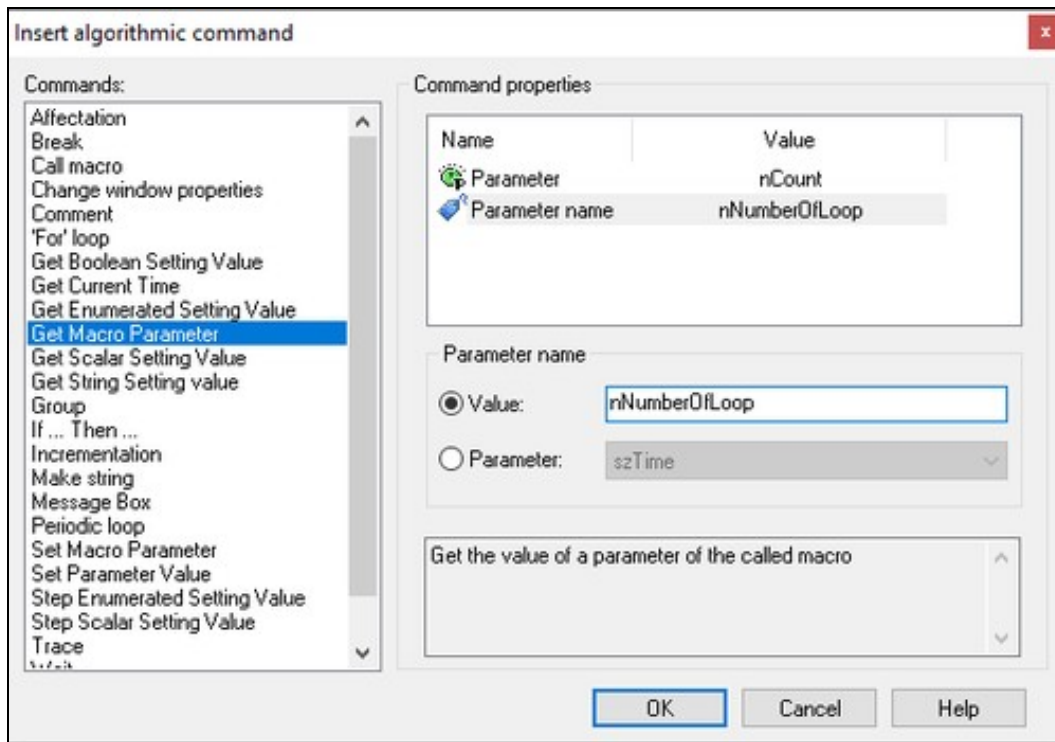 Insert algorithmic command
x
Commands:
Affectation
Break
Call macro
Change window properties
Comment
'For' loop
Get Boolean Setting Value
Get Current Time
Get Enumerated Setting Value
Get Macro Parameter
Get Scalar Setting Value
Get String Setting value
Group
If ... Then ...
Incrementation
Make string
Message Box
Periodic loop
Set Macro Parameter
Set Parameter Value
Step Enumerated Setting Value
Step Scalar Setting Value
Trace
Command properties
Name Value
Parameter nCount
Parameter name nNumberOfLoop
Parameter name
Value: nNumberOfLoop
Parameter: szTime
Get the value of a parameter of the called macro
OK Cancel Help